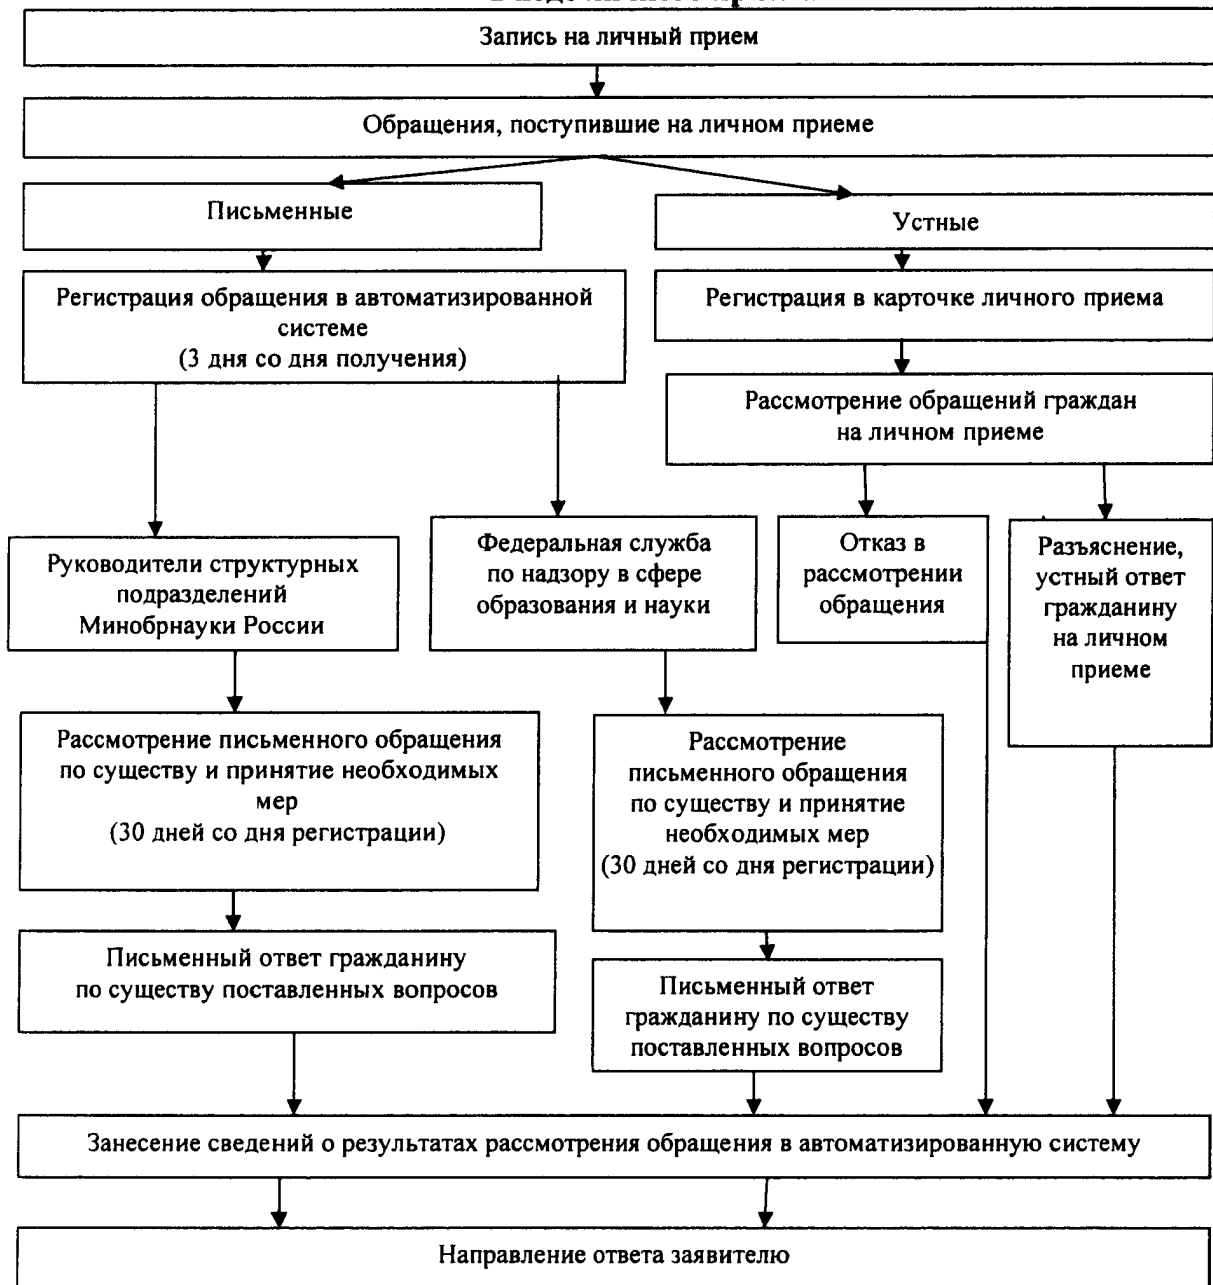 Запись на личный прием
Обращения, поступившие на личном приеме
Письменные
Устные
Регистрация обращения в автоматизированной
системе
(3 дня со дня получения)
Регистрация в карточке личного приема
Рассмотрение обращений граждан
на личном приеме
Руководители структурных
подразделений
Минобрнауки России
Федеральная служба
по надзору в сфере
образования и науки
Отказ в
рассмотрении
обращения
Разъяснение,
устный ответ
гражданину
на личном
приеме
Рассмотрение письменного обращения
по существу и принятие необходимых
мер
(30 дней со дня регистрации)
Рассмотрение
письменного обращения
по существу и принятие
необходимых мер
(30 дней со дня регистрации)
Письменный ответ гражданину
по существу поставленных вопросов
Письменный ответ
гражданину по существу
поставленных вопросов
Занесение сведений о результатах рассмотрения обращения в автоматизированную систему
Направление ответа заявителю